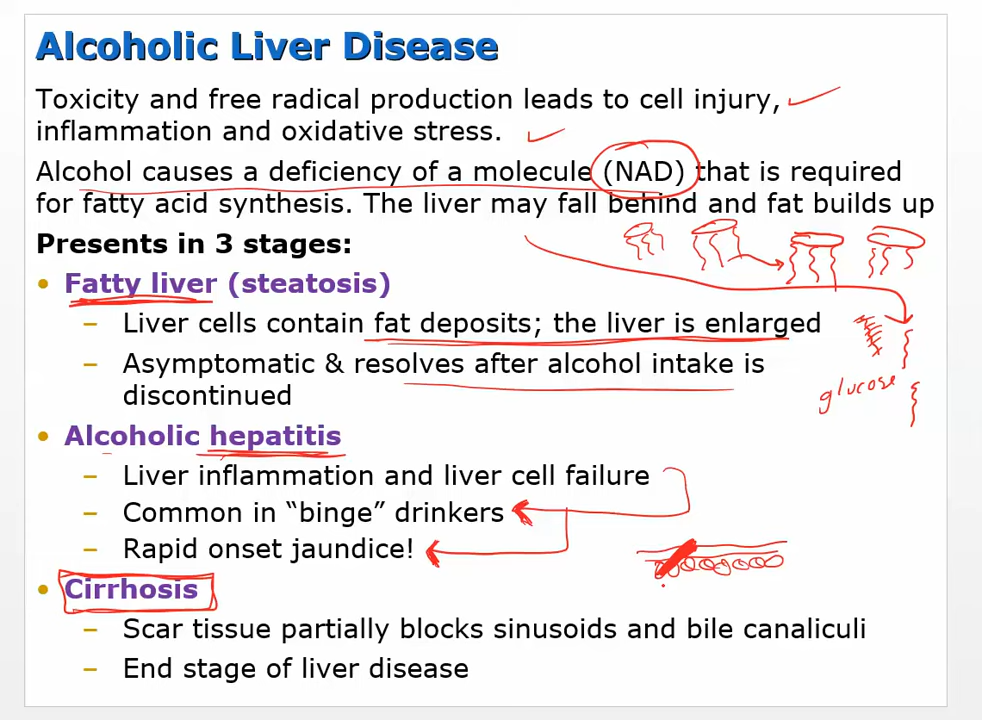 Alcoholic Liver Disease
Toxicity and free radical production leads to cell injury,
inflammation and oxidative stress.
Alcohol causes a deficiency of a molecule (NAD) that is required
for fatty acid synthesis. The liver may fall behind and fat builds up
Presents in 3 stages:
• Fatty liver (steatosis)
– Liver cells contain fat deposits; the liver is enlarged
– Asymptomatic & resolves after alcohol intake is
discontinued
glucose
• Alcoholic hepatitis
– Liver inflammation and liver cell failure
– Common in “binge” drinkers
– Rapid onset jaundice!
• Cirrhosis
– Scar tissue partially blocks sinusoids and bile canaliculi
– End stage of liver disease